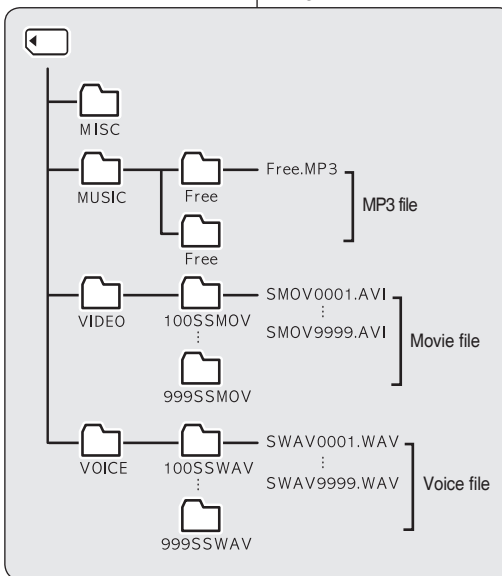 MISC
MUSIC
Free
Free.MP3
MP3 file
Free
VIDEO
100SSMOV
SMOV0001.AVI
SMOV9999.AVI
Movie file
999SSMOV
VOICE
100SSWAV
SWAV0001.WAV
SWAV9999.WAV
Voice file
999SSWAV